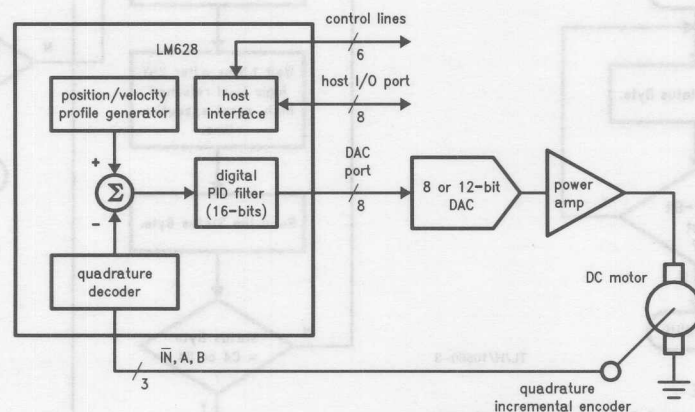 control lines
6
LM628
host I/O port
8
position/velocity
profile generator
host
interface
+
Σ
-
digital
PID filter
(16-bits)
DAC
port
8
8 or 12-bit
DAC
power
amp
quadrature
decoder
DC motor
IN, A, B
3
quadrature
incremental encoder